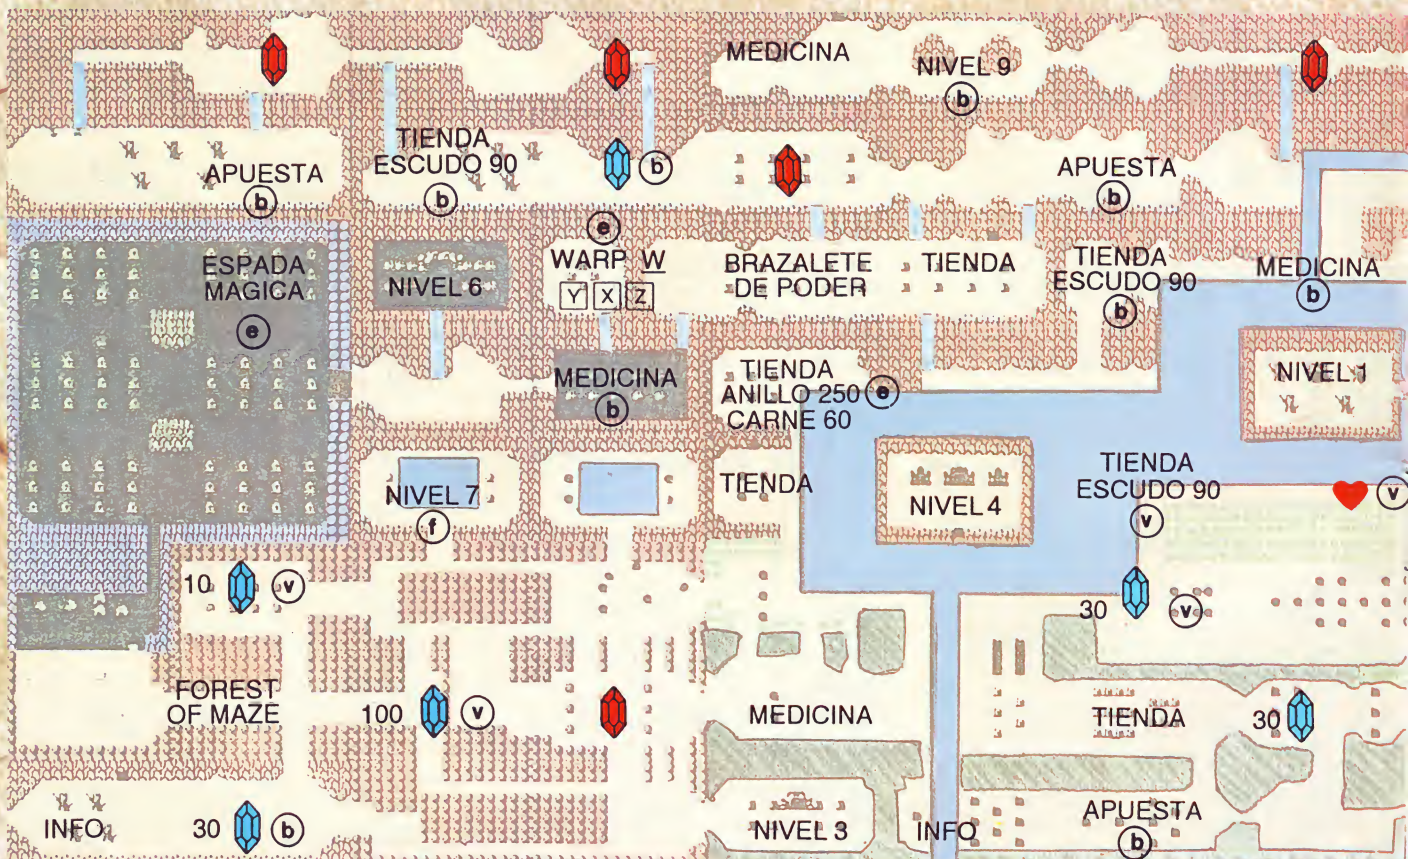 MEDICINA
NIVEL 9
b
TIENDA
ESCUDO 90
b
APUESTA
b
b
APUESTA
b
ESPADA
MAGICA
e
NIVEL 6
e
WARP W
Y X Z
BRAZALETE
DE PODER
TIENDA
TIENDA
ESCUDO 90
b
MEDICINA
b
MEDICINA
b
TIENDA
ANILLO 250 e
CARNE 60
NIVEL 1
NIVEL 7
f
TIENDA
NIVEL 4
TIENDA
ESCUDO 90
v
v
10 v
30 v
FOREST
OF MAZE
100 v
MEDICINA
TIENDA
30
INFO
30 b
NIVEL 3
INFO
APUESTA
b